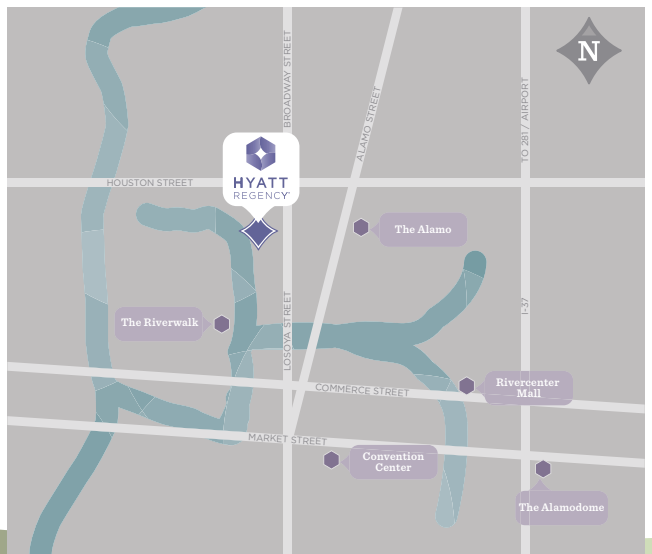 N
BROADWAY STREET
ALAMO STREET
TO 281 / AIRPORT
HYATT
REGENCY™
HOUSTON STREET
The Alamo
The Riverwalk
LOSOYA STREET
I-37
COMMERCE STREET
Rivercenter
Mall
MARKET STREET
Convention
Center
The Alamodome